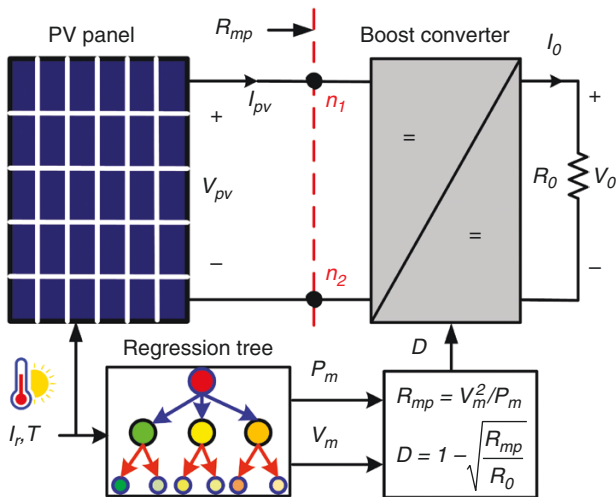 PV panel
R_mp
Boost converter
I_0
I_pv
n_1
+
+
=
V_pv
R_0
V_0
=
–
n_2
–
Regression tree
D
P_m
I_r, T
V_m
R_mp = V_m^2/P_m
D = 1 – √(R_mp/R_0)